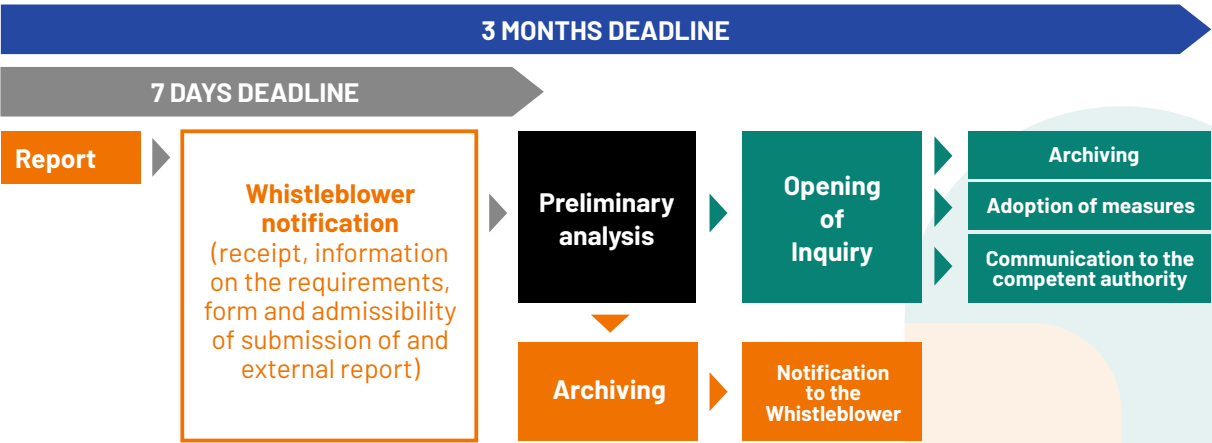 3 MONTHS DEADLINE
7 DAYS DEADLINE
Report
Whistleblower
notification
(receipt, information
on the requirements,
form and admissibility
of submission of and
external report)
Preliminary
analysis
Opening
of
Inquiry
Archiving
Adoption of measures
Communication to the
competent authority
Archiving
Notification
to the
Whistleblower